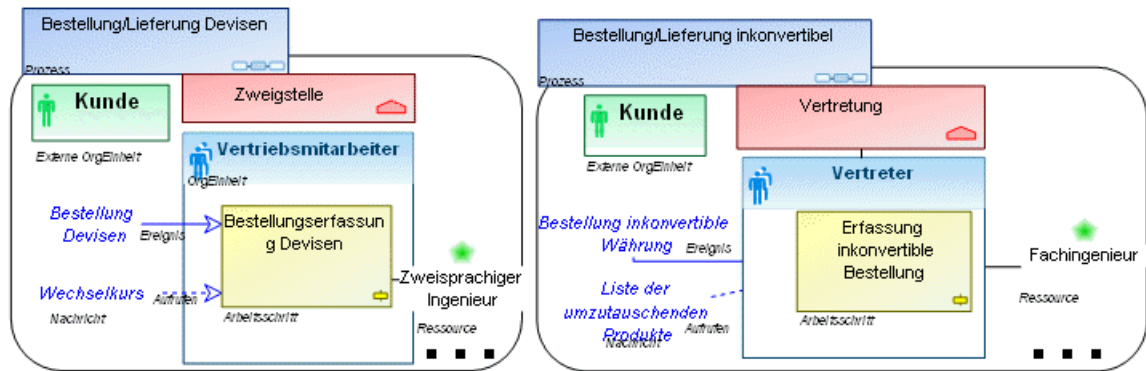 Bestellung/Lieferung Devisen
Prozess
Kunde
Externe OrgEinheit
Zweigstelle
Vertriebsmitarbeiter
OrgEinheit
Bestellung
Devisen
Ereignis
Bestellungserfassun
g Devisen
Wechselkurs
Aufrufen
Nachricht
Arbeitsschritt
Zweisprachiger
Ingenieur
Ressource
Bestellung/Lieferung inkonvertibel
Prozess
Kunde
Externe OrgEinheit
Vertretung
Vertreter
Bestellung inkonvertible
Währung
Ereignis
Erfassung
inkonvertible
Bestellung
Liste der
umzutauschenden
Produkte
Aufrufen
Nachricht
Arbeitsschritt
Fachingenieur
Ressource